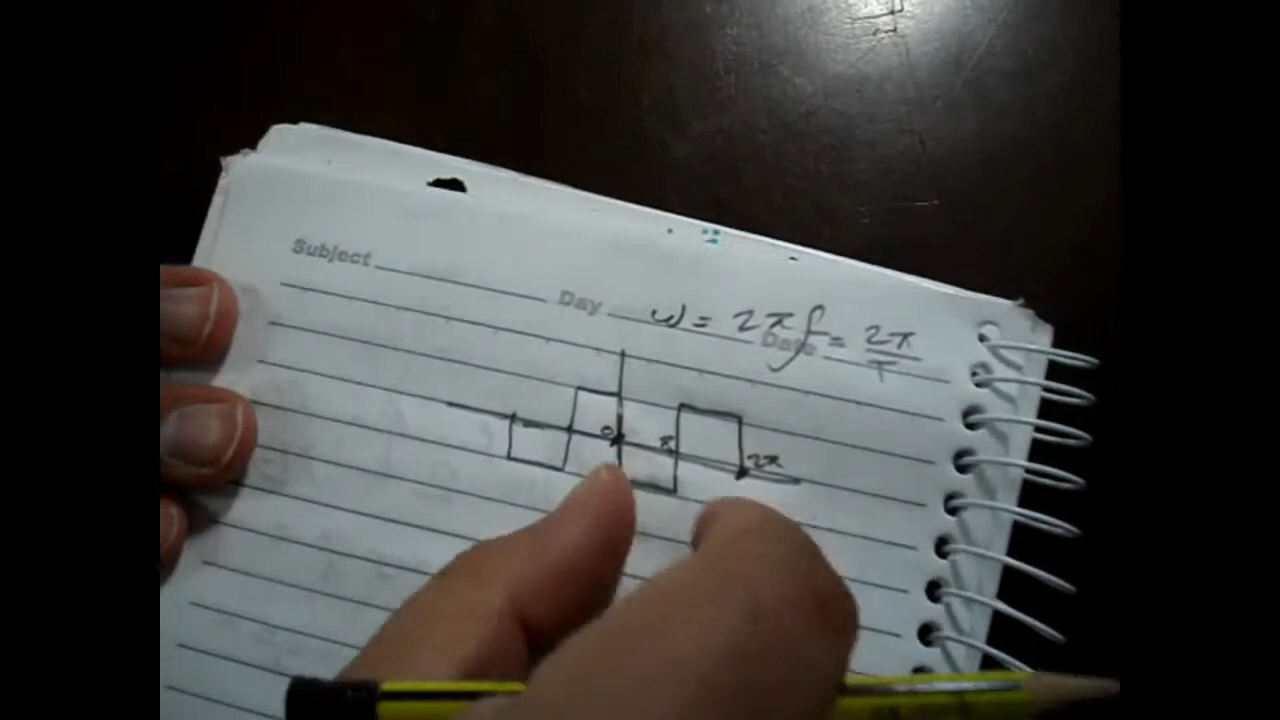 Subject
Day
Date
ω = 2πf = 2π/T
0 π 2π